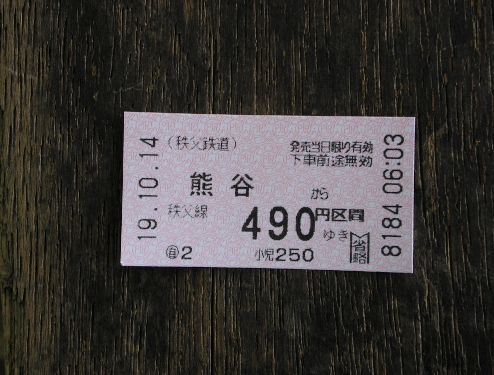 19.10.14
(秩父鉄道)
発売当日限り有効
下車前途無効
熊谷 から
秩父線 490円区間ゆき
2 小児250
省略
8184 06:03